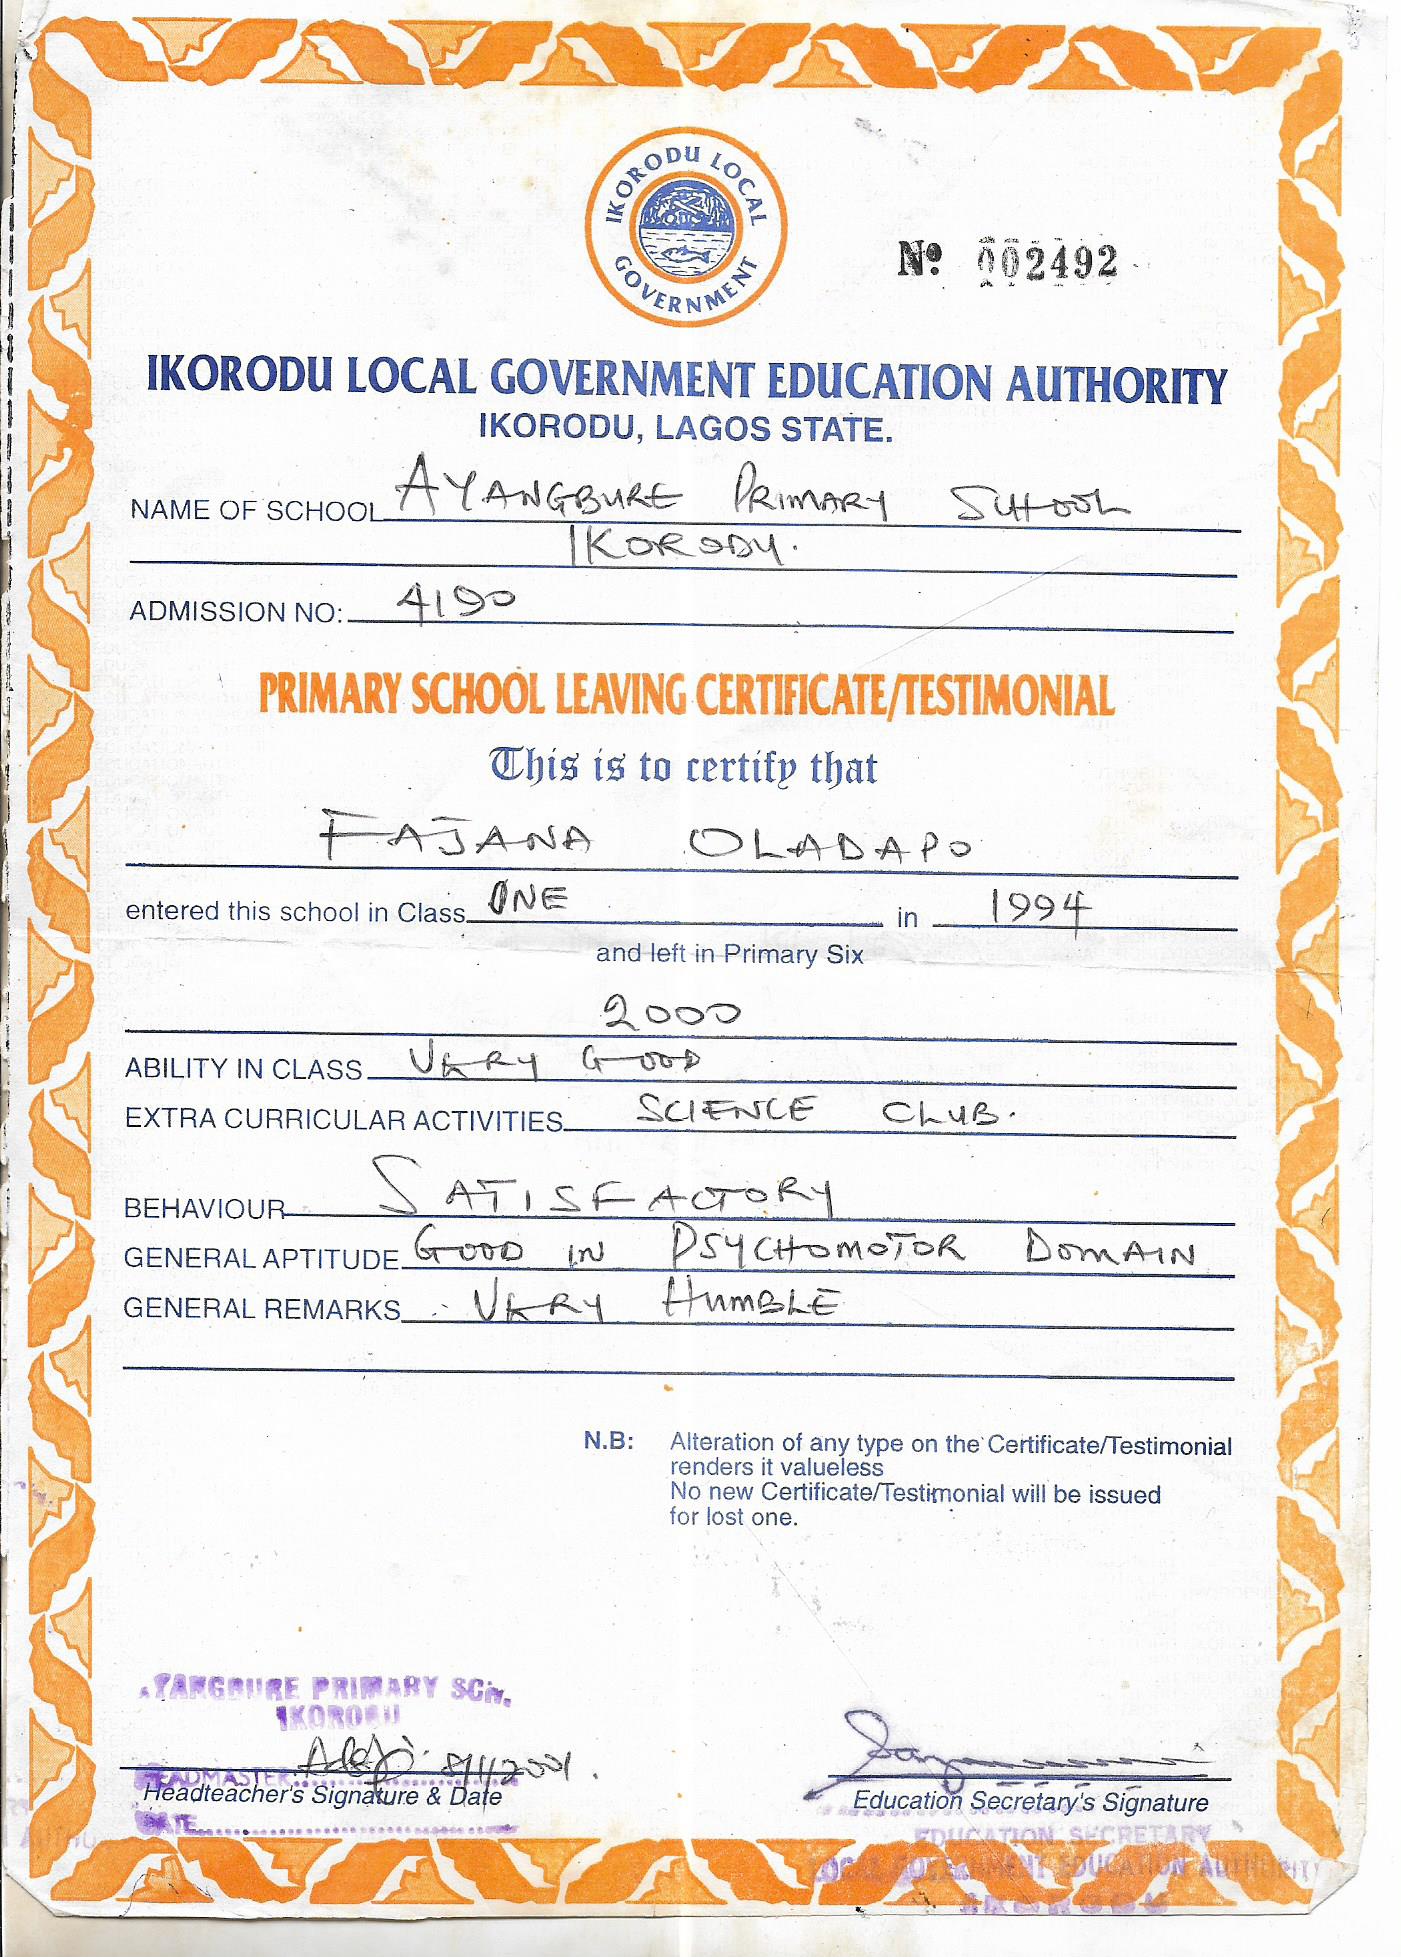 IKORODU LOCAL GOVERNMENT
Nº 002492
IKORODU LOCAL GOVERNMENT EDUCATION AUTHORITY
IKORODU, LAGOS STATE.
NAME OF SCHOOL AYANGBURE PRIMARY SCHOOL
IKORODU.
ADMISSION NO: 4190
PRIMARY SCHOOL LEAVING CERTIFICATE/TESTIMONIAL
This is to certify that
FAJANA OLADAPO
entered this school in Class ONE in 1994
and left in Primary Six
2000
ABILITY IN CLASS VERY GOOD
EXTRA CURRICULAR ACTIVITIES SCIENCE CLUB.
BEHAVIOUR SATISFACTORY
GENERAL APTITUDE GOOD IN PSYCHOMOTOR DOMAIN
GENERAL REMARKS VERY HUMBLE
N.B: Alteration of any type on the Certificate/Testimonial
renders it valueless
No new Certificate/Testimonial will be issued
for lost one.
AYANGBURE PRIMARY SCH.
IKORODU
HEADMASTER
Headteacher's Signature & Date
DATE
Education Secretary's Signature
EDUCATION SECRETARY
LOCAL GOVERNMENT EDUCATION AUTHORITY
IKORODU